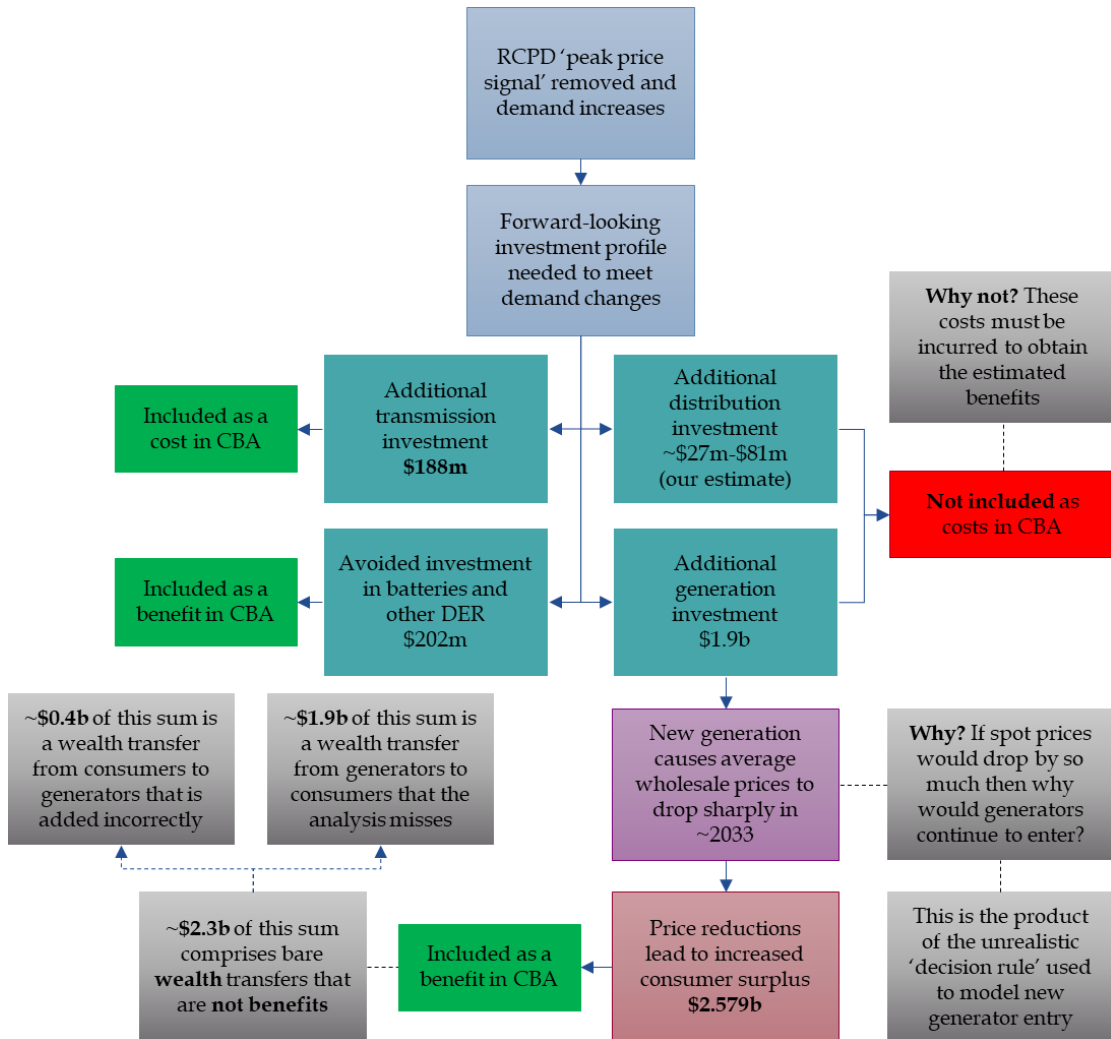 RCPD ‘peak price
signal’ removed and
demand increases
Forward-looking
investment profile
needed to meet
demand changes
Why not? These
costs must be
incurred to obtain
the estimated
benefits
Included as a
cost in CBA
Additional
transmission
investment
$188m
Additional
distribution
investment
~$27m-$81m
(our estimate)
Not included as
costs in CBA
Included as a
benefit in CBA
Avoided investment
in batteries and
other DER
$202m
Additional
generation
investment
$1.9b
~$0.4b of this sum is
a wealth transfer
from consumers to
generators that is
added incorrectly
~$1.9b of this sum is
a wealth transfer
from generators to
consumers that the
analysis misses
New generation
causes average
wholesale prices to
drop sharply in
~2033
Why? If spot prices
would drop by so
much then why
would generators
continue to enter?
~$2.3b of this sum
comprises bare
wealth transfers that
are not benefits
Included as a
benefit in CBA
Price reductions
lead to increased
consumer surplus
$2.579b
This is the product
of the unrealistic
‘decision rule’ used
to model new
generator entry